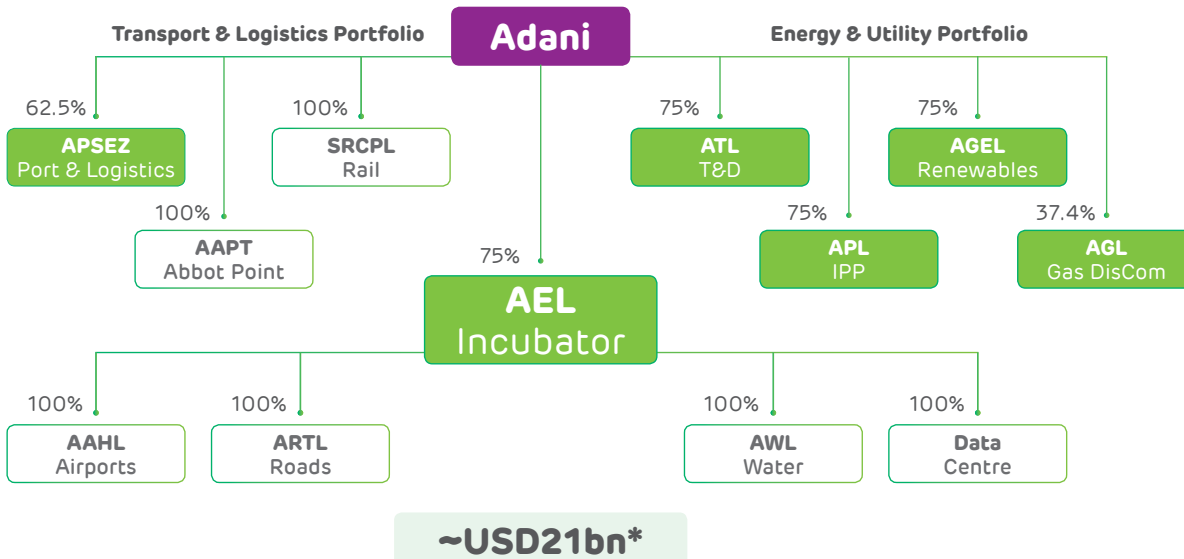 Transport & Logistics Portfolio
Adani
Energy & Utility Portfolio
62.5%
APSEZ
Port & Logistics
100%
SRCPL
Rail
75%
ATL
T&D
75%
AGEL
Renewables
100%
AAPT
Abbot Point
75%
APL
IPP
37.4%
AGL
Gas DisCom
75%
AEL
Incubator
100%
AAHL
Airports
100%
ARTL
Roads
100%
AWL
Water
100%
Data
Centre
~USD21bn*